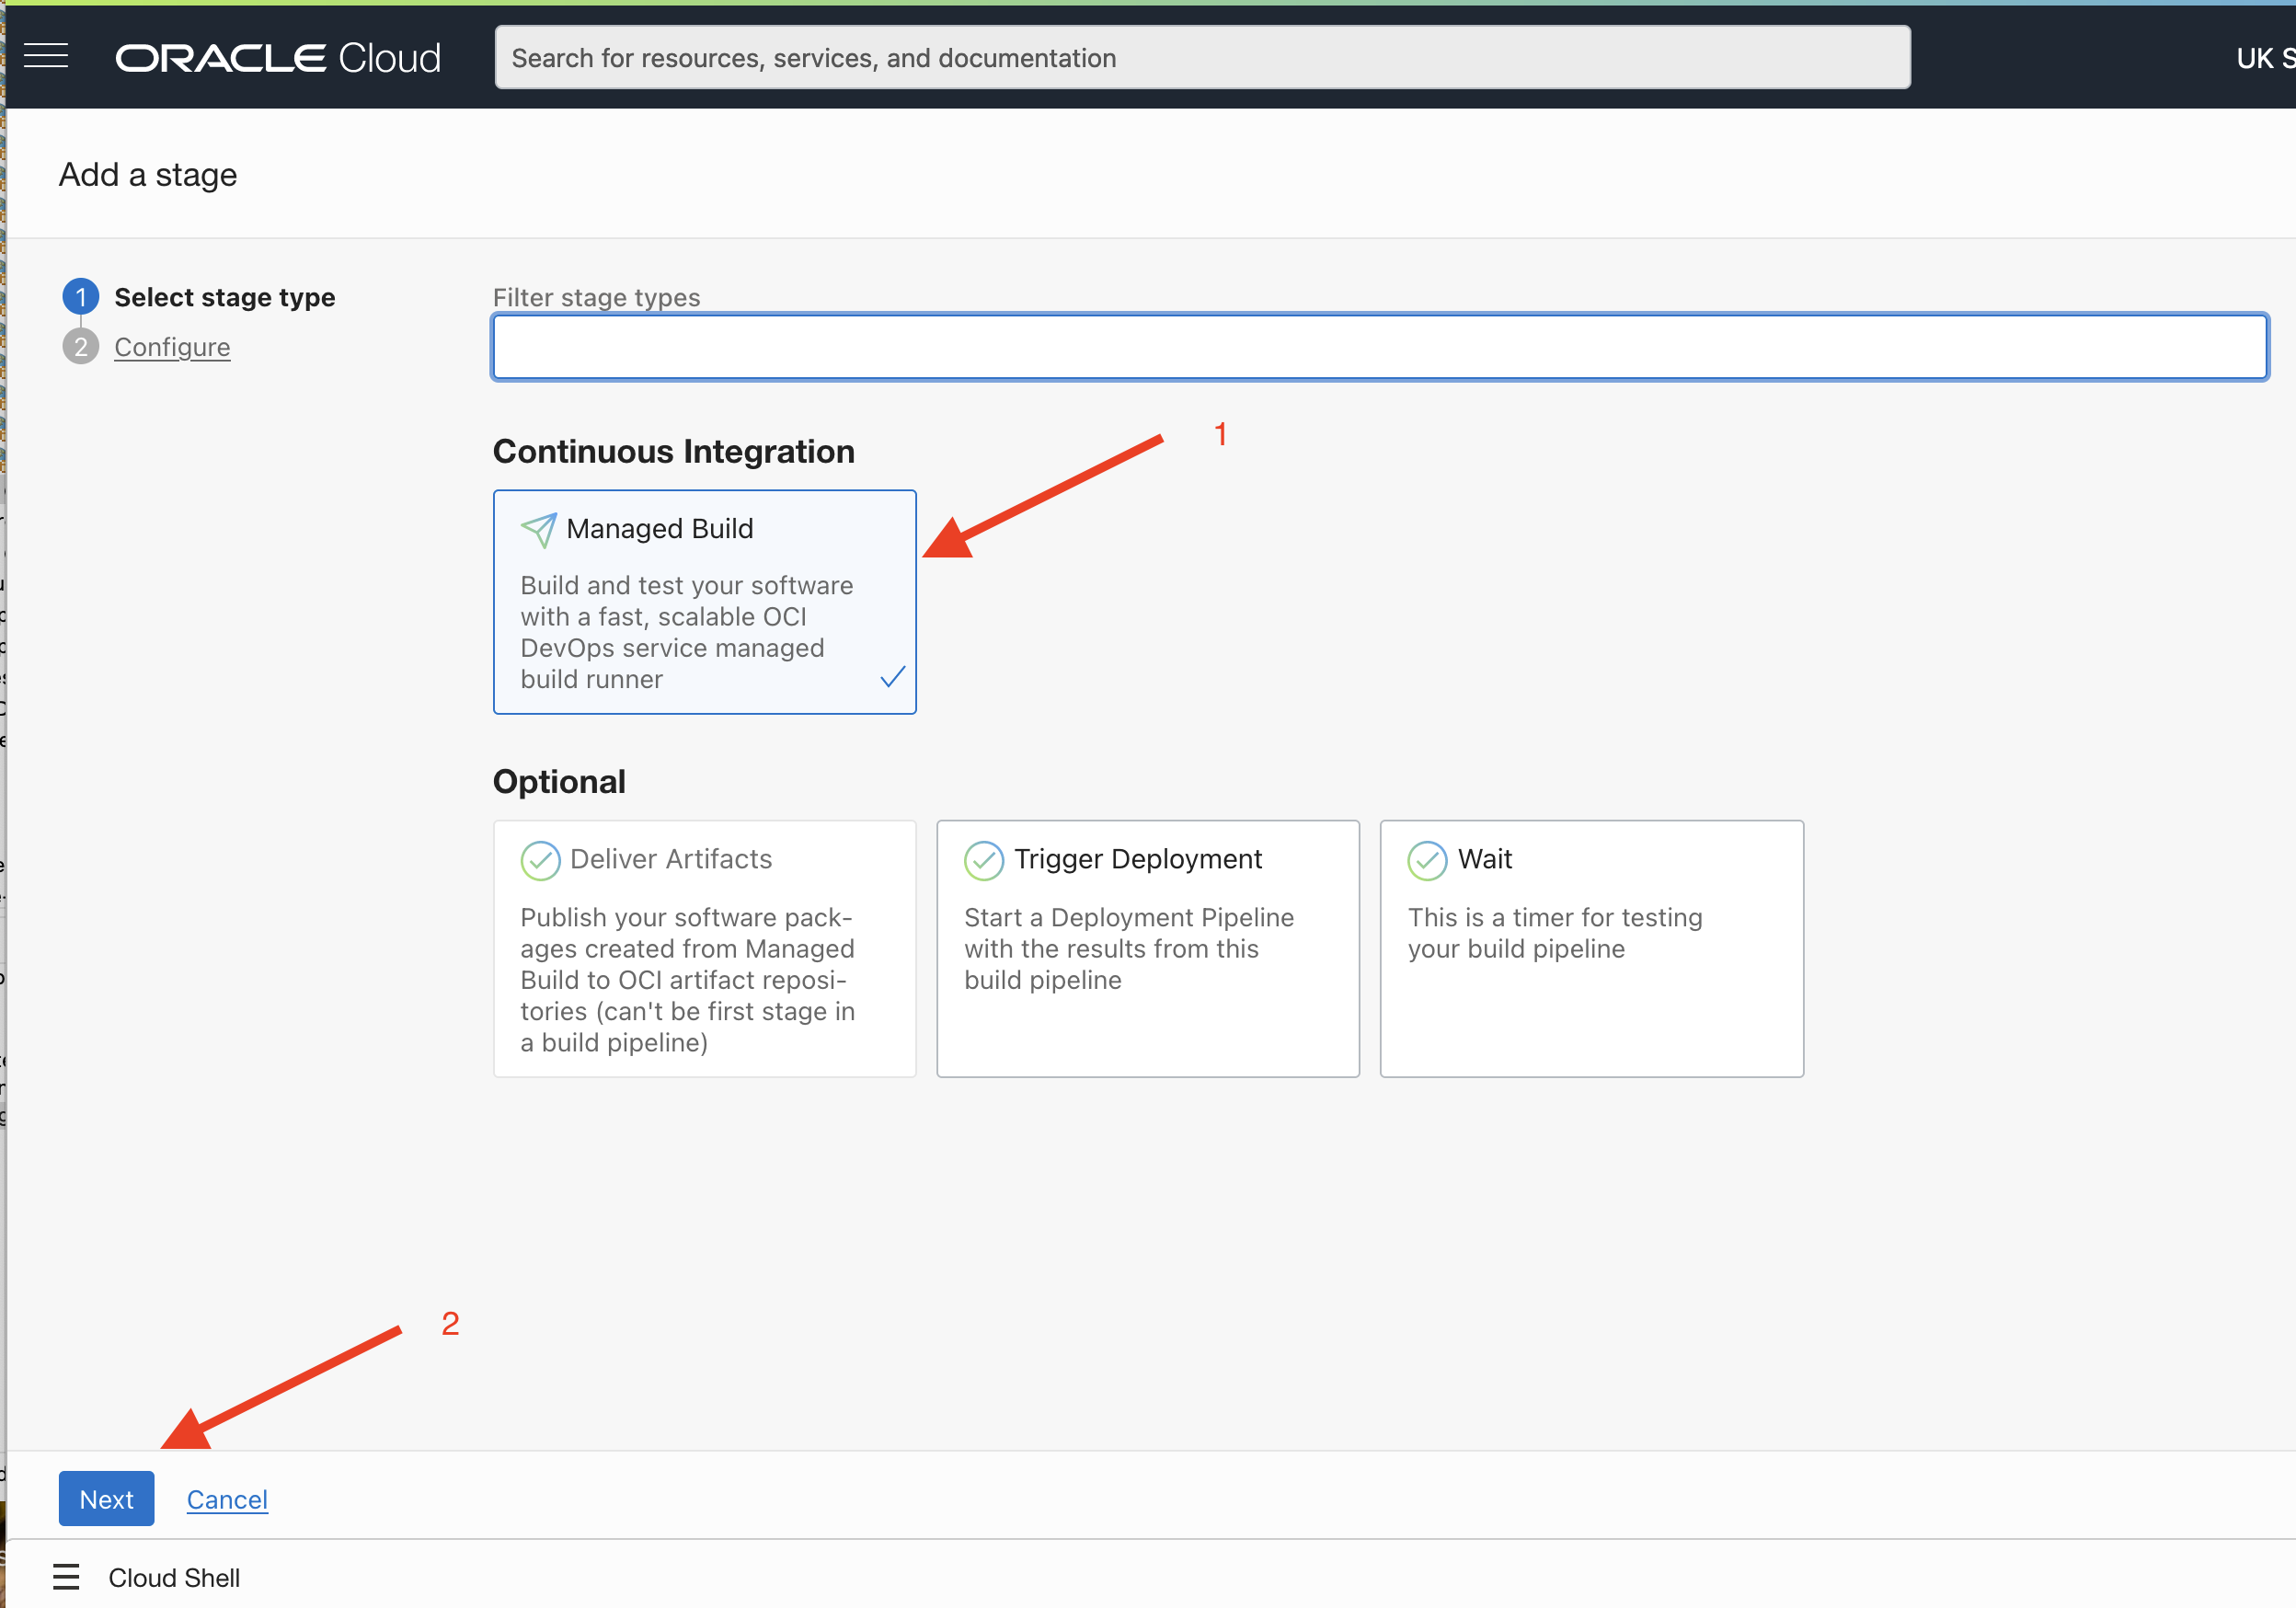 ORACLE Cloud
Search for resources, services, and documentation
UK S
Add a stage
1 Select stage type
2 Configure
Filter stage types
1
Continuous Integration
Managed Build
Build and test your software
with a fast, scalable OCI
DevOps service managed
build runner
Optional
Deliver Artifacts
Publish your software pack-
ages created from Managed
Build to OCI artifact reposi-
tories (can't be first stage in
a build pipeline)
Trigger Deployment
Start a Deployment Pipeline
with the results from this
build pipeline
Wait
This is a timer for testing
your build pipeline
2
Next
Cancel
Cloud Shell